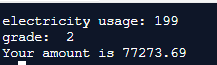 electricity usage: 199
grade:  2
Your amount is 77273.69